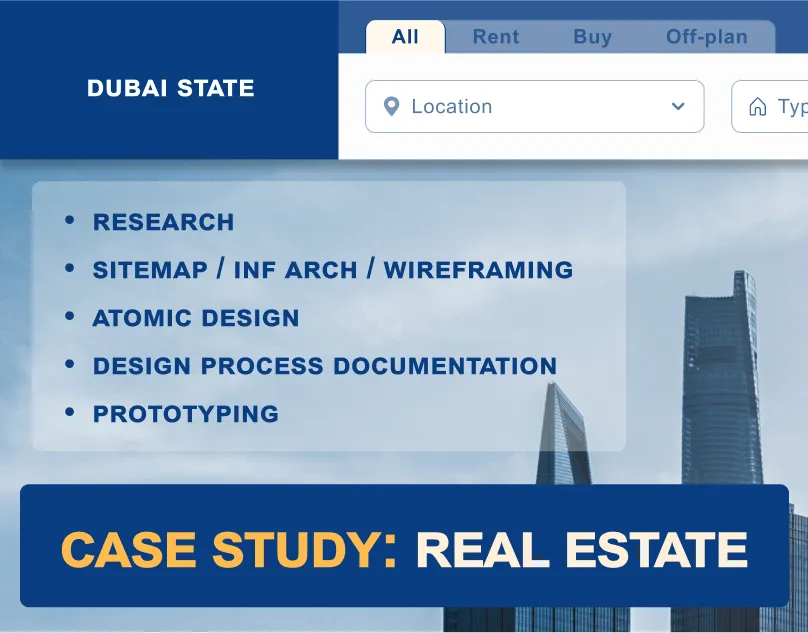 All Rent Buy Off-plan
DUBAI STATE
Location
Typ
• RESEARCH
• SITEMAP / INF ARCH / WIREFRAMING
• ATOMIC DESIGN
• DESIGN PROCESS DOCUMENTATION
• PROTOTYPING
CASE STUDY: REAL ESTATE